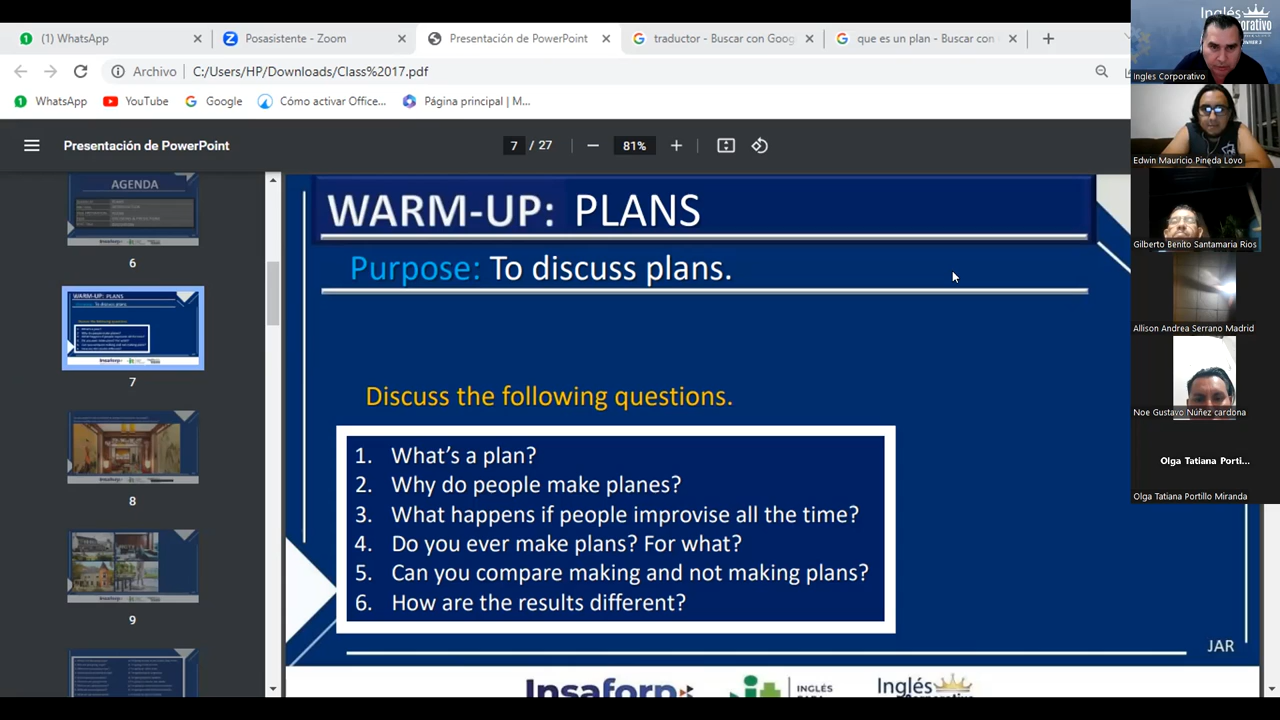 (1) WhatsApp
Posasistente - Zoom
Presentación de PowerPoint
traductor - Buscar con Goog
que es un plan - Buscar con
Archivo
C:/Users/HP/Downloads/Class%2017.pdf
WhatsApp
YouTube
Google
Cómo activar Office...
Página principal | M...
Presentación de PowerPoint
7 / 27
81%
AGENDA
6
7
8
9
WARM-UP: PLANS
Purpose: To discuss plans.
Discuss the following questions.
1. What's a plan?
2. Why do people make planes?
3. What happens if people improvise all the time?
4. Do you ever make plans? For what?
5. Can you compare making and not making plans?
6. How are the results different?
JAR
Insaforp
INGLÉS
Inglés
Inglés
Ingles Corporativo
Edwin Mauricio Pineda Lovo
Gilberto Benito Santamaria Rios
Allison Andrea Serrano Madrid
Noe Gustavo Núñez cardona
Olga Tatiana Porti...
Olga Tatiana Portillo Miranda